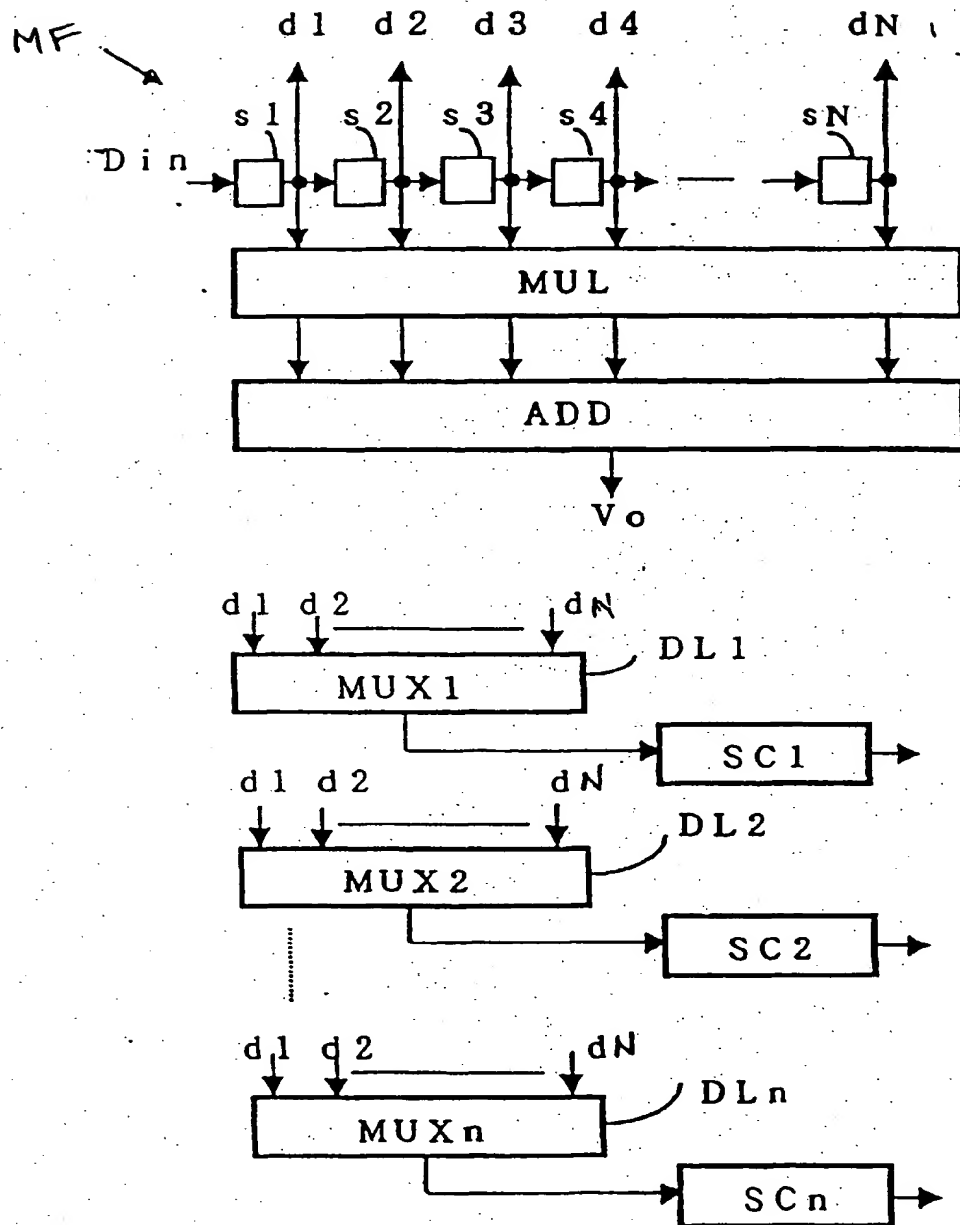 MF
d1 d2 d3 d4 dN
s1 s2 s3 s4 sN
Din
MUL
ADD
Vo
d1 d2 dN
DL1
MUX1
SC1
d1 d2 dN
DL2
MUX2
SC2
d1 d2 dN
DLn
MUXn
SCn